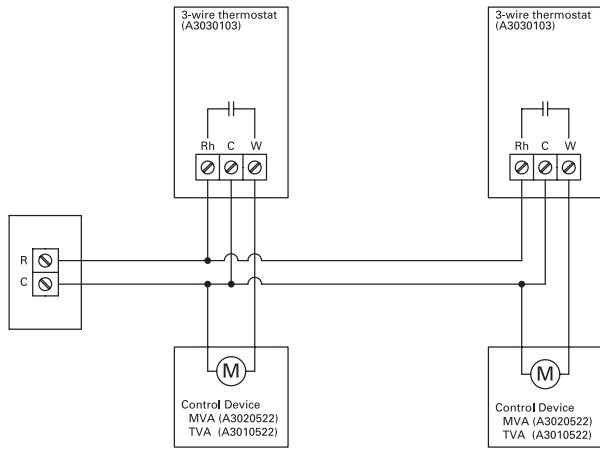 3-wire thermostat
(A3030103)
3-wire thermostat
(A3030103)
Rh C W
Rh C W
R
C
M
M
Control Device
MVA (A3020522)
TVA (A3010522)
Control Device
MVA (A3020522)
TVA (A3010522)